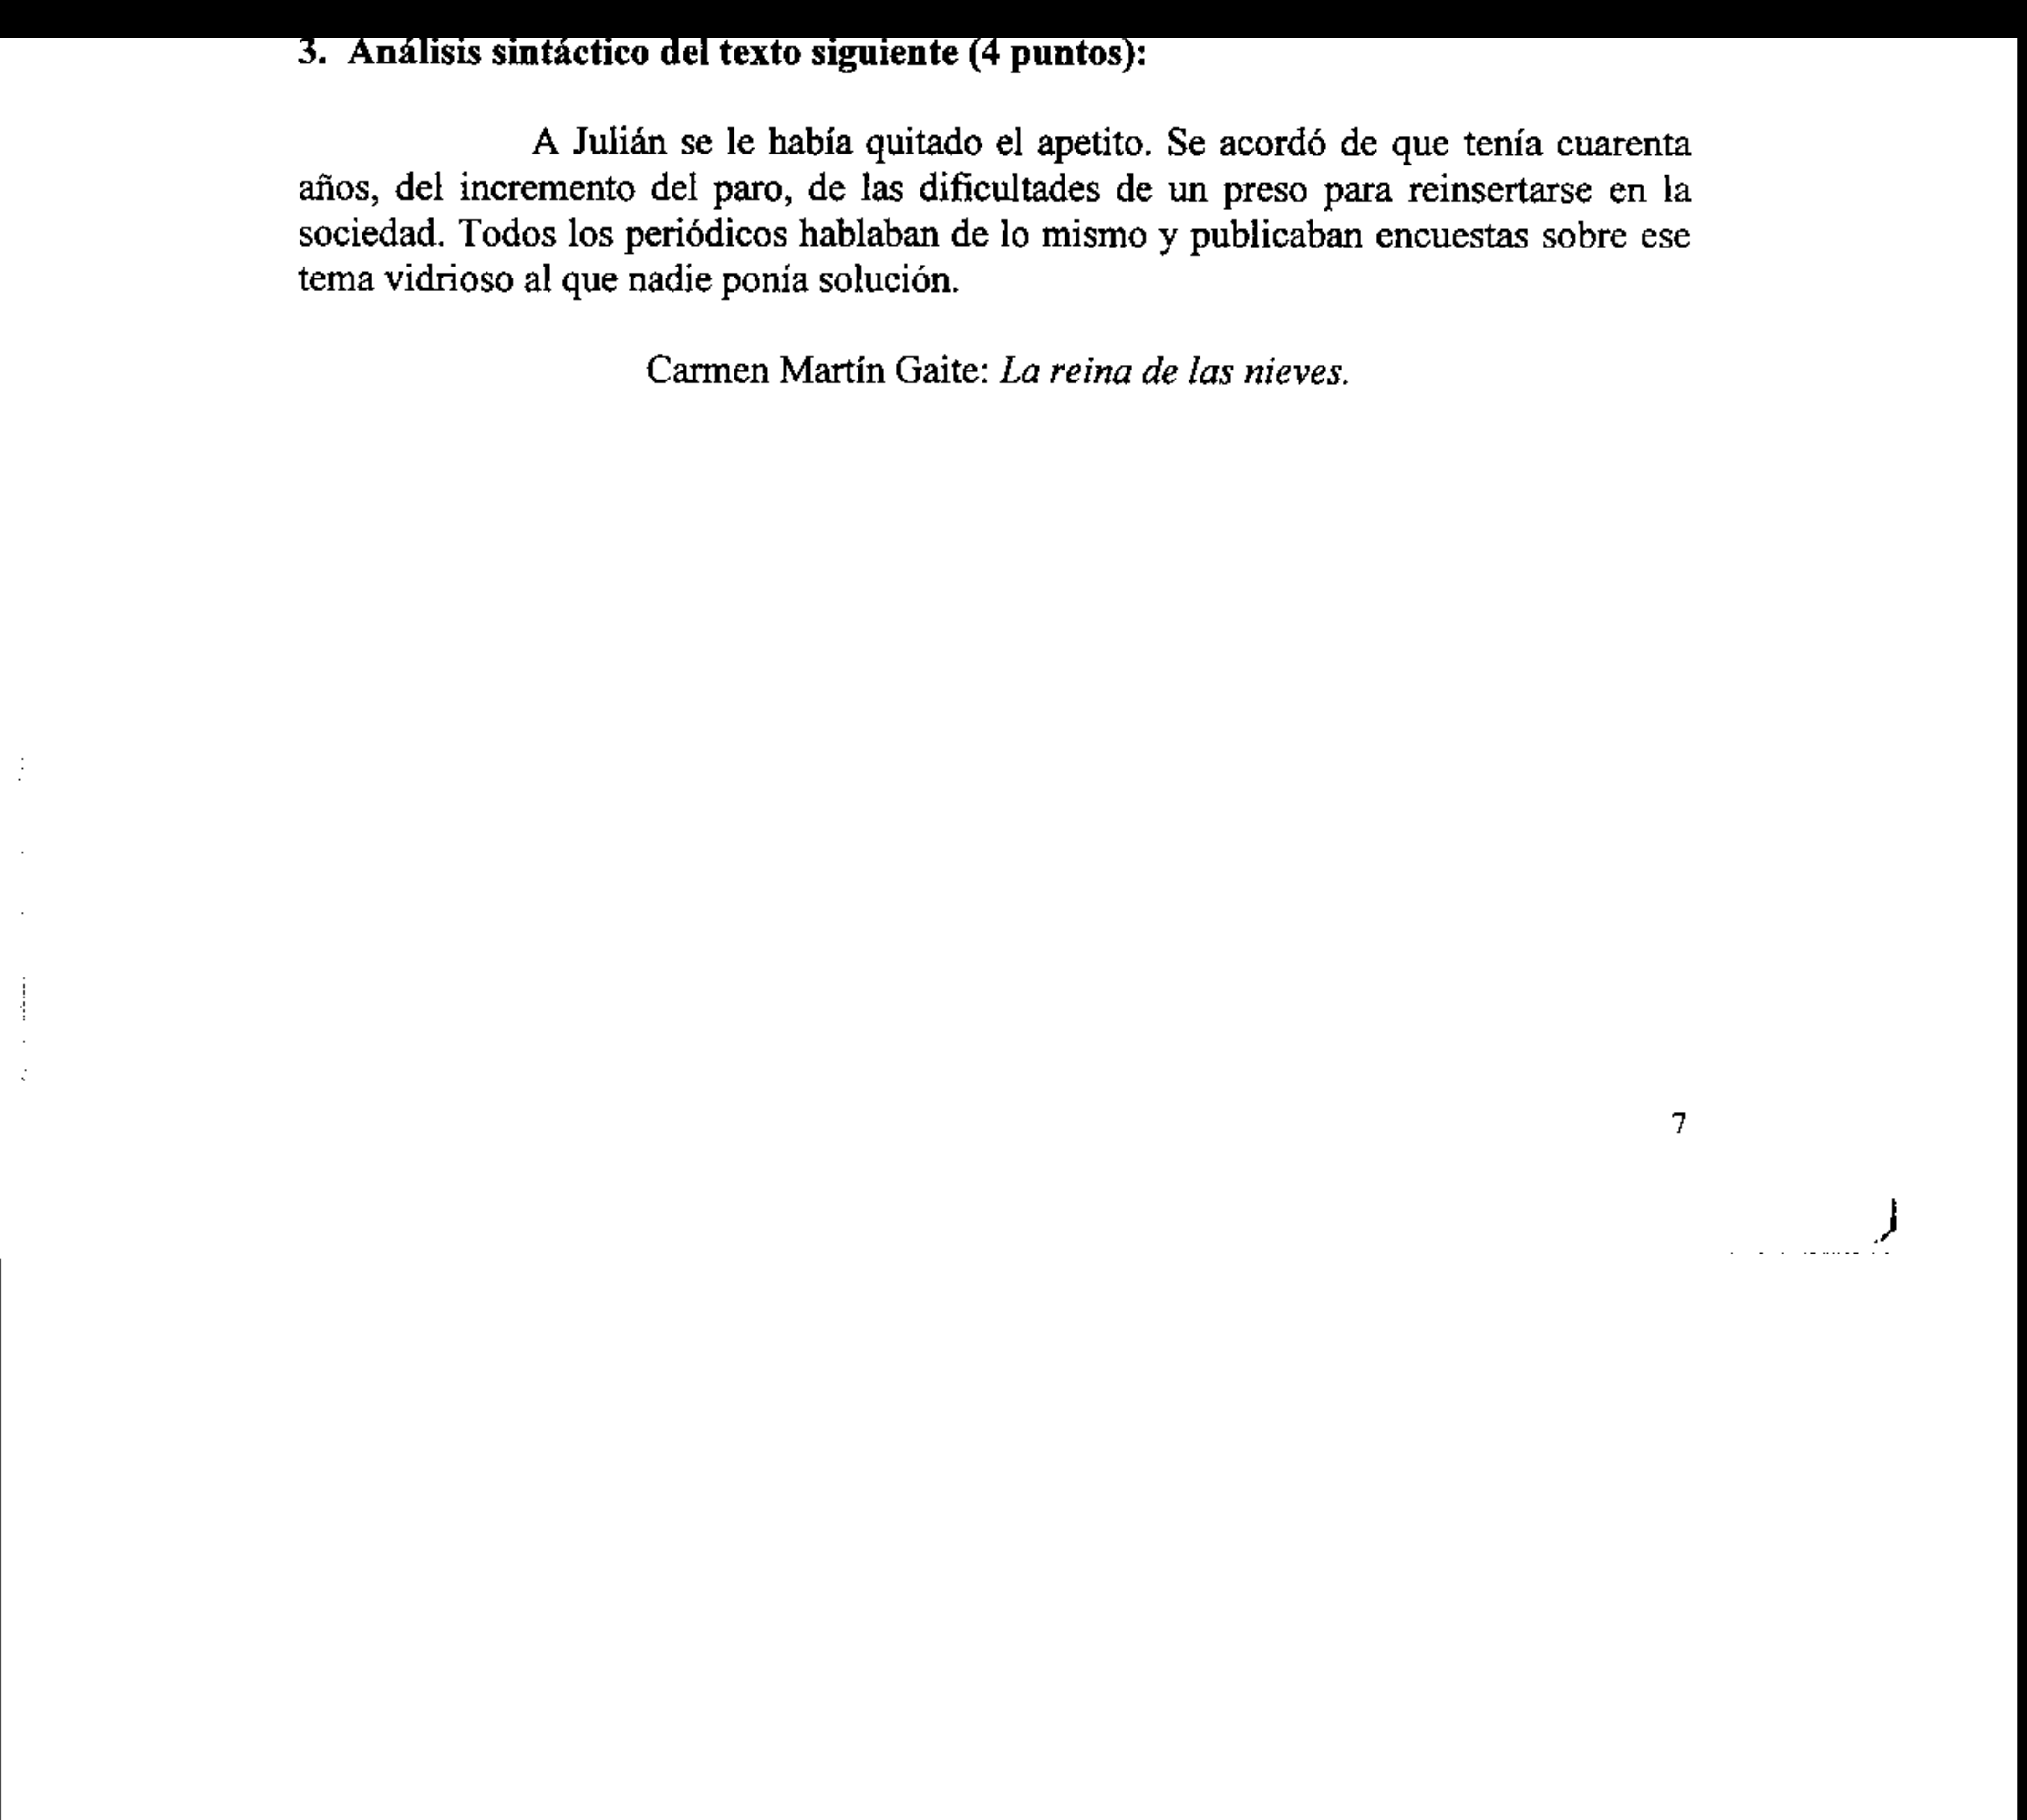 3. Análisis sintáctico del texto siguiente (4 puntos):
A Julián se le había quitado el apetito. Se acordó de que tenía cuarenta
años, del incremento del paro, de las dificultades de un preso para reinsertarse en la
sociedad. Todos los periódicos hablaban de lo mismo y publicaban encuestas sobre ese
tema vidrioso al que nadie ponía solución.
Carmen Martín Gaite: La reina de las nieves.
7